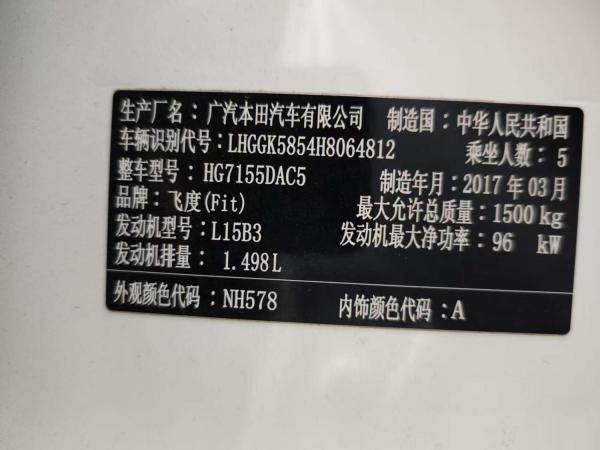 生产厂名：广汽本田汽车有限公司 制造国：中华人民共和国
车辆识别代号：LHGGK5854H8064812 乘坐人数：5
整车型号：HG7155DAC5 制造年月：2017年03月
品牌：飞度(Fit) 最大允许总质量：1500kg
发动机型号：L15B3 发动机最大净功率：96 kW
发动机排量：1.498L
外观颜色代码：NH578 内饰颜色代码：A